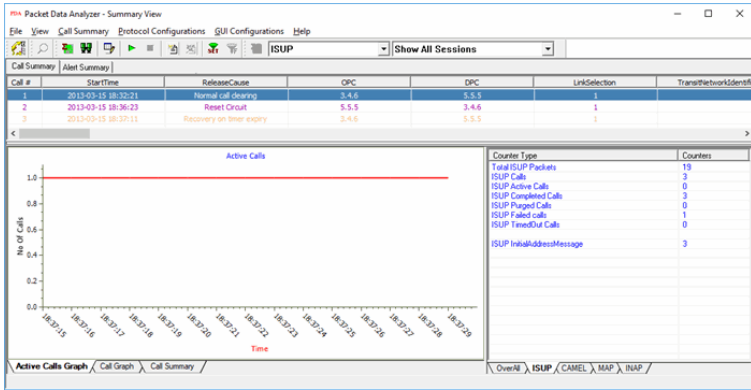 PDA Packet Data Analyzer - Summary View
File View Call Summary Protocol Configurations GUI Configurations Help
ISUP Show All Sessions
Call Summary Alert Summary
Call # StartTime ReleaseCause OPC DPC LinkSelection TransitNetworkIdentifi
1 2013-03-15 18:32:21 Normal call clearing 3.4.6 5.5.5 1
2 2013-03-15 18:36:23 Reset Circuit 5.5.5 3.4.6 1
3 2013-03-15 18:37:11 Recovery on timer expiry 3.4.6 5.5.5 1
Active Calls
No Of Calls
1.0
0.8
0.6
0.4
0.2
0.0
18:37:15 18:37:16 18:37:17 18:37:18 18:37:19 18:37:20 18:37:21 18:37:22 18:37:23 18:37:24 18:37:25 18:37:26 18:37:27 18:37:28 18:37:29
Time
Active Calls Graph Call Graph Call Summary
Counter Type Counters
Total ISUP Packets 19
ISUP Calls 3
ISUP Active Calls 0
ISUP Completed Calls 3
ISUP Purged Calls 0
ISUP Failed calls 1
ISUP TimedOut Calls 0
ISUP InitialAddressMessage 3
OverAll ISUP CAMEL MAP INAP